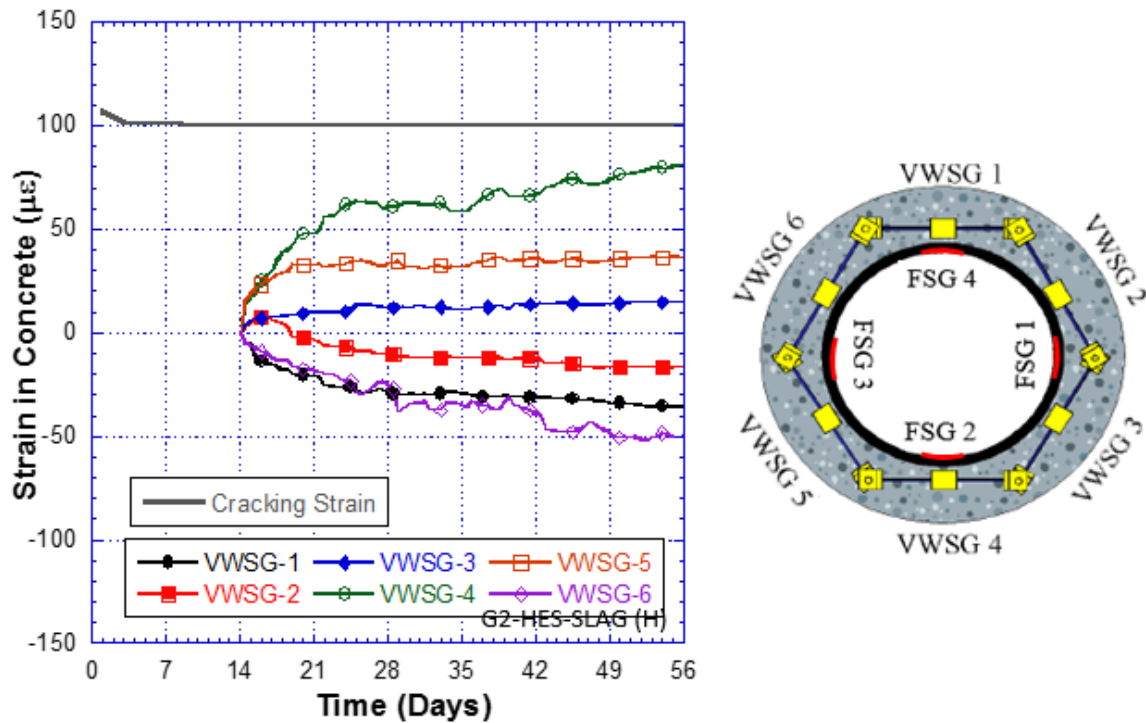 150
100
50
0
-50
-100
-150
Strain in Concrete (με)
Cracking Strain
VWSG-1 VWSG-3 VWSG-5
VWSG-2 VWSG-4 VWSG-6
G2-HES-SLAG (H)
0 7 14 21 28 35 42 49 56
Time (Days)
VWSG 1
VWSG 6
VWSG 2
FSG 4
FSG 3
FSG 1
FSG 2
VWSG 5
VWSG 3
VWSG 4